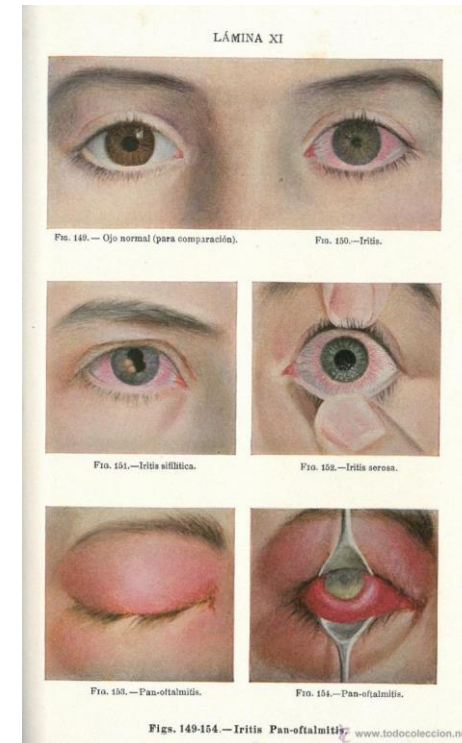 LÁMINA XI
FIG. 149.— Ojo normal (para comparación).
FIG. 150.—Iritis.
FIG. 151.—Iritis sifilítica.
FIG. 152.—Iritis serosa.
FIG. 153.—Pan-oftalmitis.
FIG. 154.—Pan-oftalmitis.
Figs. 149-154.—Iritis Pan-oftalmitis.
www.todocoleccion.ne